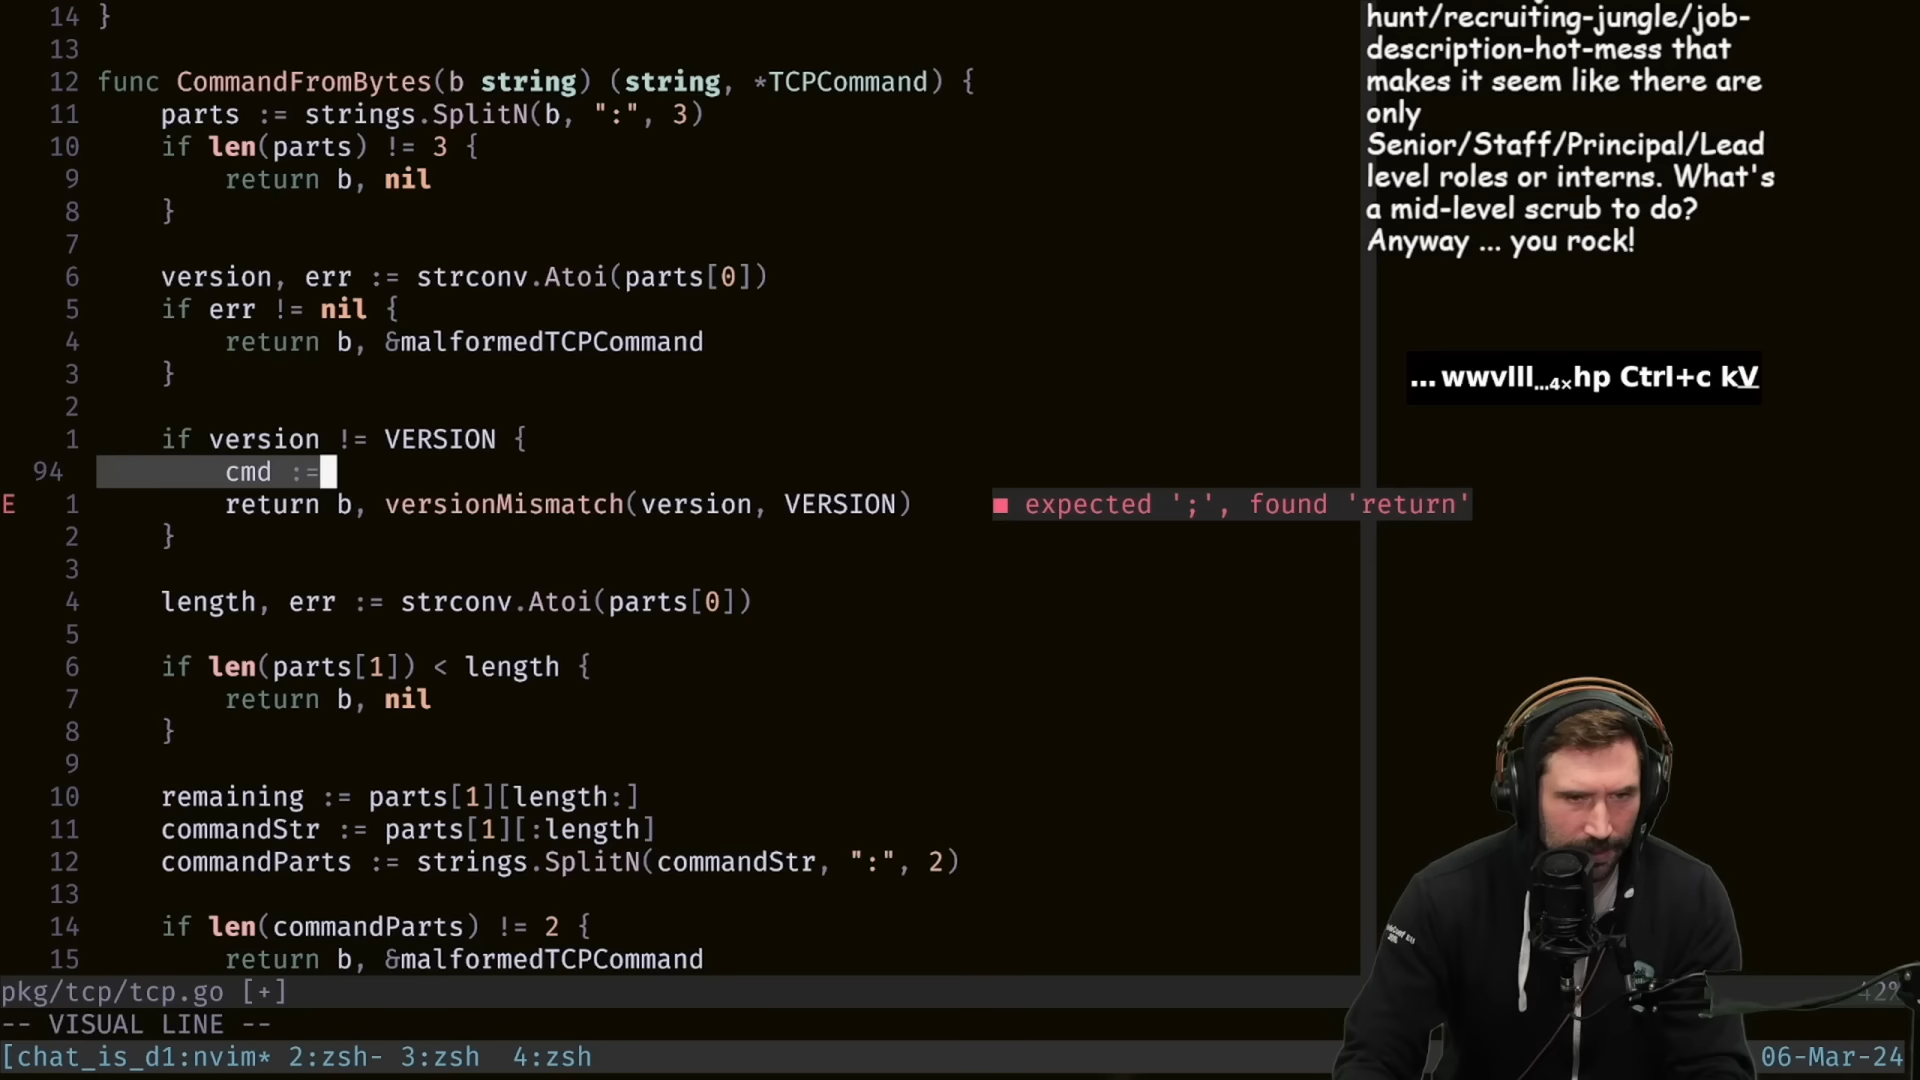 14 }
13
12 func CommandFromBytes(b string) (string, *TCPCommand) {
11 parts := strings.SplitN(b, ":", 3)
10 if len(parts) != 3 {
9 return b, nil
8 }
7
6 version, err := strconv.Atoi(parts[0])
5 if err != nil {
4 return b, &malformedTCPCommand
3 }
2
1 if version != VERSION {
94 cmd :=
E 1 return b, versionMismatch(version, VERSION) ■ expected ';', found 'return'
2 }
3
4 length, err := strconv.Atoi(parts[0])
5
6 if len(parts[1]) < length {
7 return b, nil
8 }
9
10 remaining := parts[1][length:]
11 commandStr := parts[1][:length]
12 commandParts := strings.SplitN(commandStr, ":", 2)
13
14 if len(commandParts) != 2 {
15 return b, &malformedTCPCommand
pkg/tcp/tcp.go [+]
42%
-- VISUAL LINE --
[chat_is_d1:nvim* 2:zsh- 3:zsh 4:zsh
06-Mar-24
hunt/recruiting-jungle/job-
description-hot-mess that
makes it seem like there are
only
Senior/Staff/Principal/Lead
level roles or interns. What's
a mid-level scrub to do?
Anyway ... you rock!
... wwvlll...4×hp Ctrl+c kV